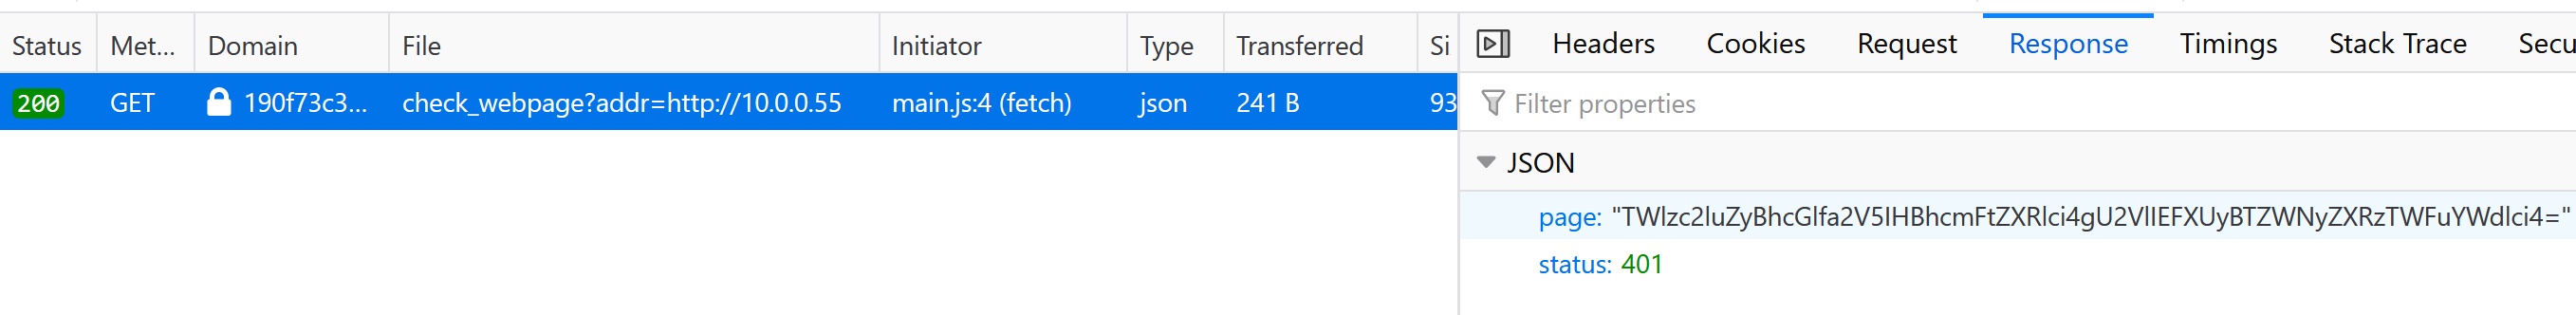 Status Met... Domain File Initiator Type Transferred Si
200 GET 190f73c3... check_webpage?addr=http://10.0.0.55 main.js:4 (fetch) json 241 B 93
Headers Cookies Request Response Timings Stack Trace Secu
Filter properties
JSON
page: "TWlzc2luZyBhcGlfa2V5IHBhcmFtZXRlci4gU2VlIEFXUyBTZWNyZXRzTWFuYWdlci4="
status: 401